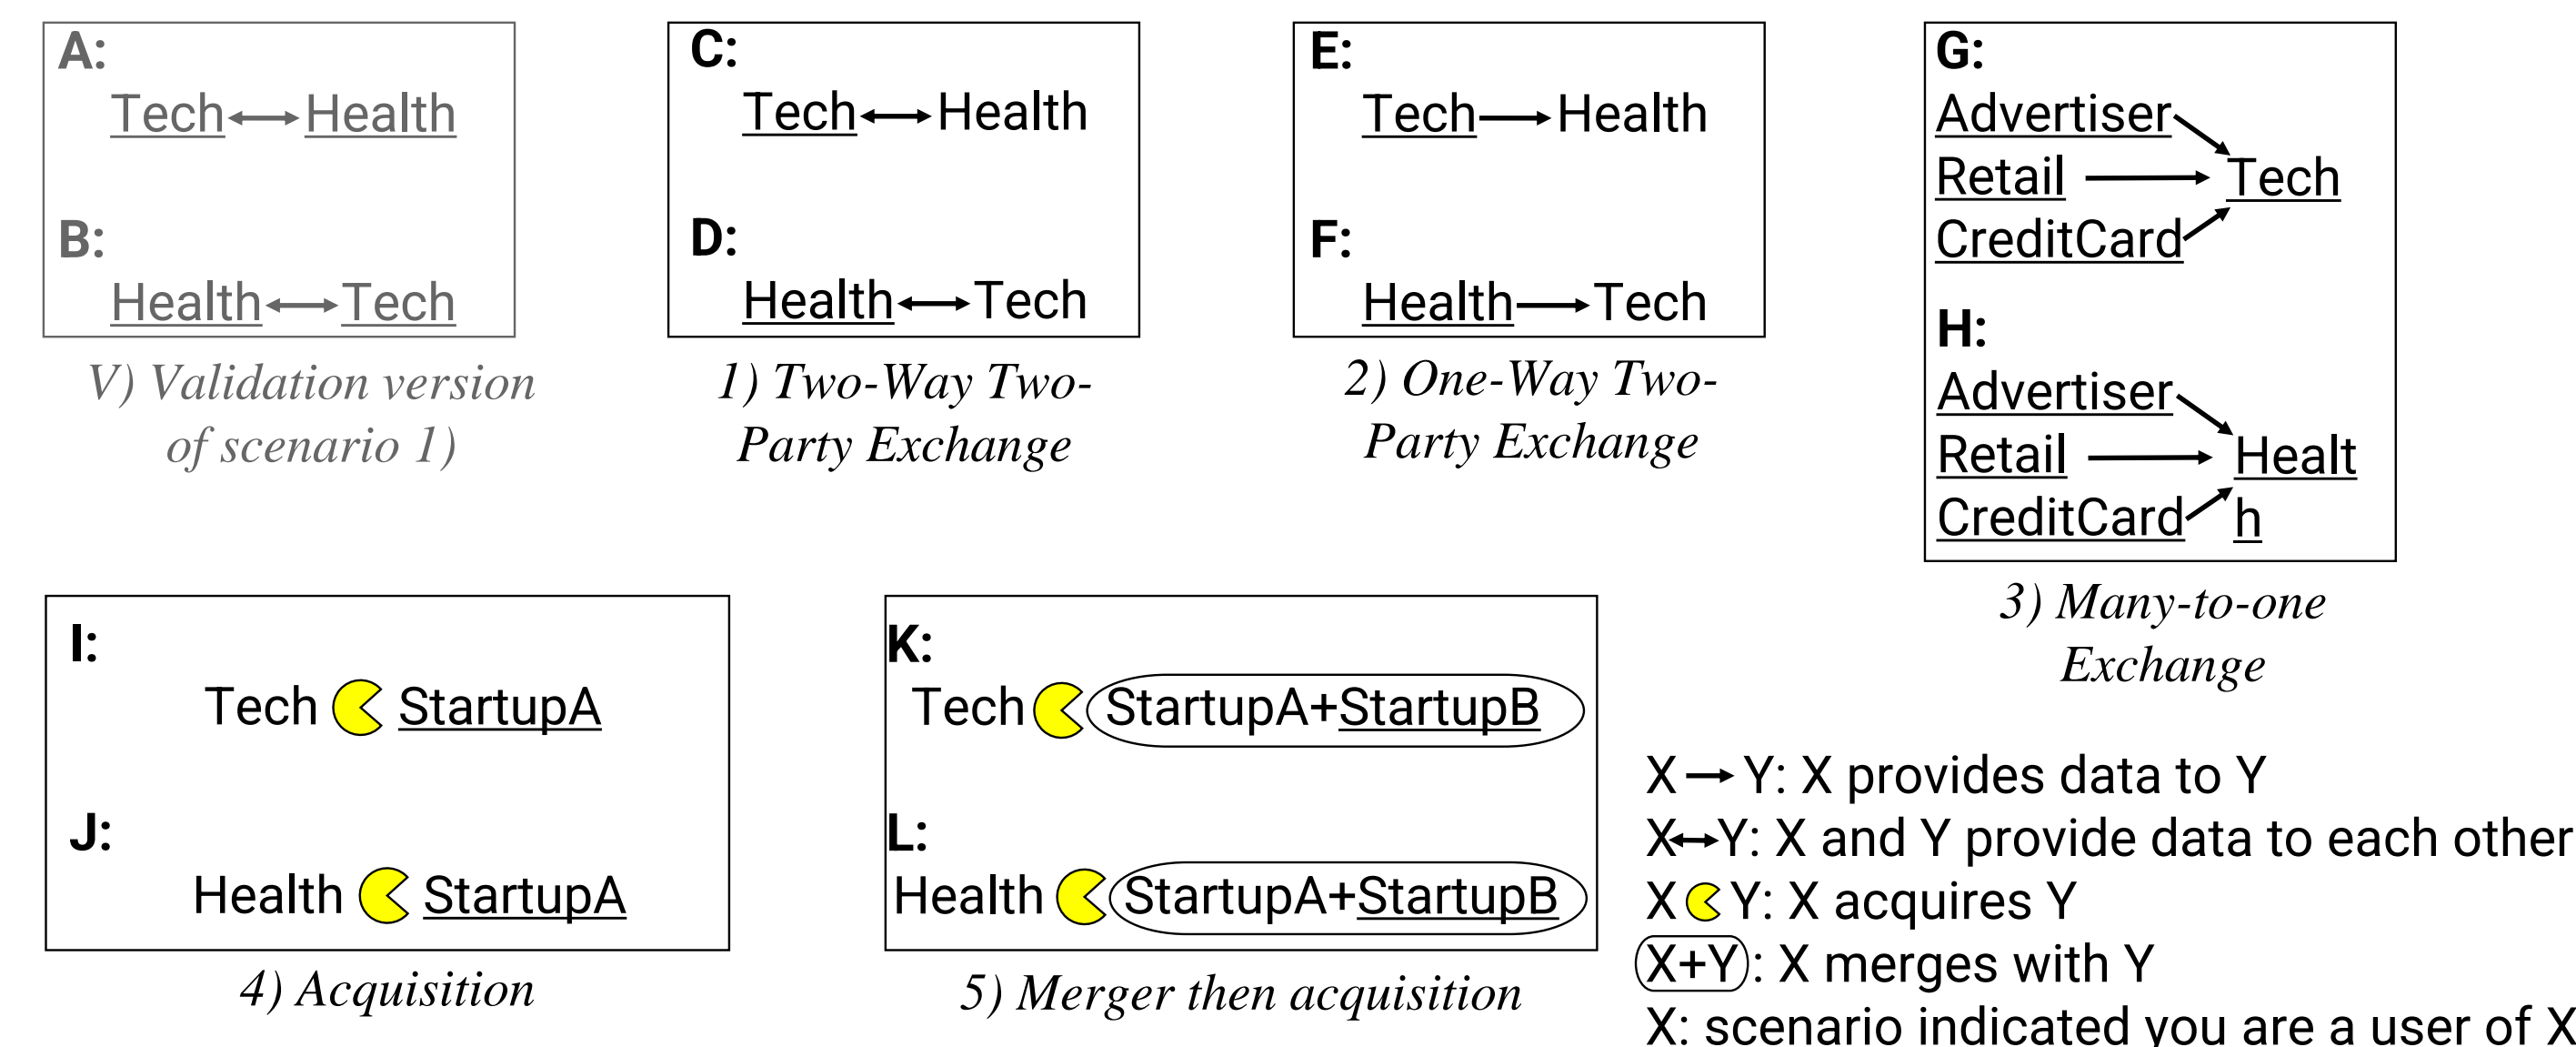 A:
Tech↔Health
B:
Health↔Tech
V) Validation version
of scenario 1)
C:
Tech↔Health
D:
Health↔Tech
1) Two-Way Two-
Party Exchange
E:
Tech→Health
F:
Health→Tech
2) One-Way Two-
Party Exchange
G:
Advertiser
Retail → Tech
CreditCard
H:
Advertiser
Retail → Healt
CreditCard h
3) Many-to-one
Exchange
I:
Tech StartupA
J:
Health StartupA
4) Acquisition
K:
Tech StartupA+StartupB
L:
Health StartupA+StartupB
5) Merger then acquisition
X→Y: X provides data to Y
X↔Y: X and Y provide data to each other
X Y: X acquires Y
X+Y: X merges with Y
X: scenario indicated you are a user of X